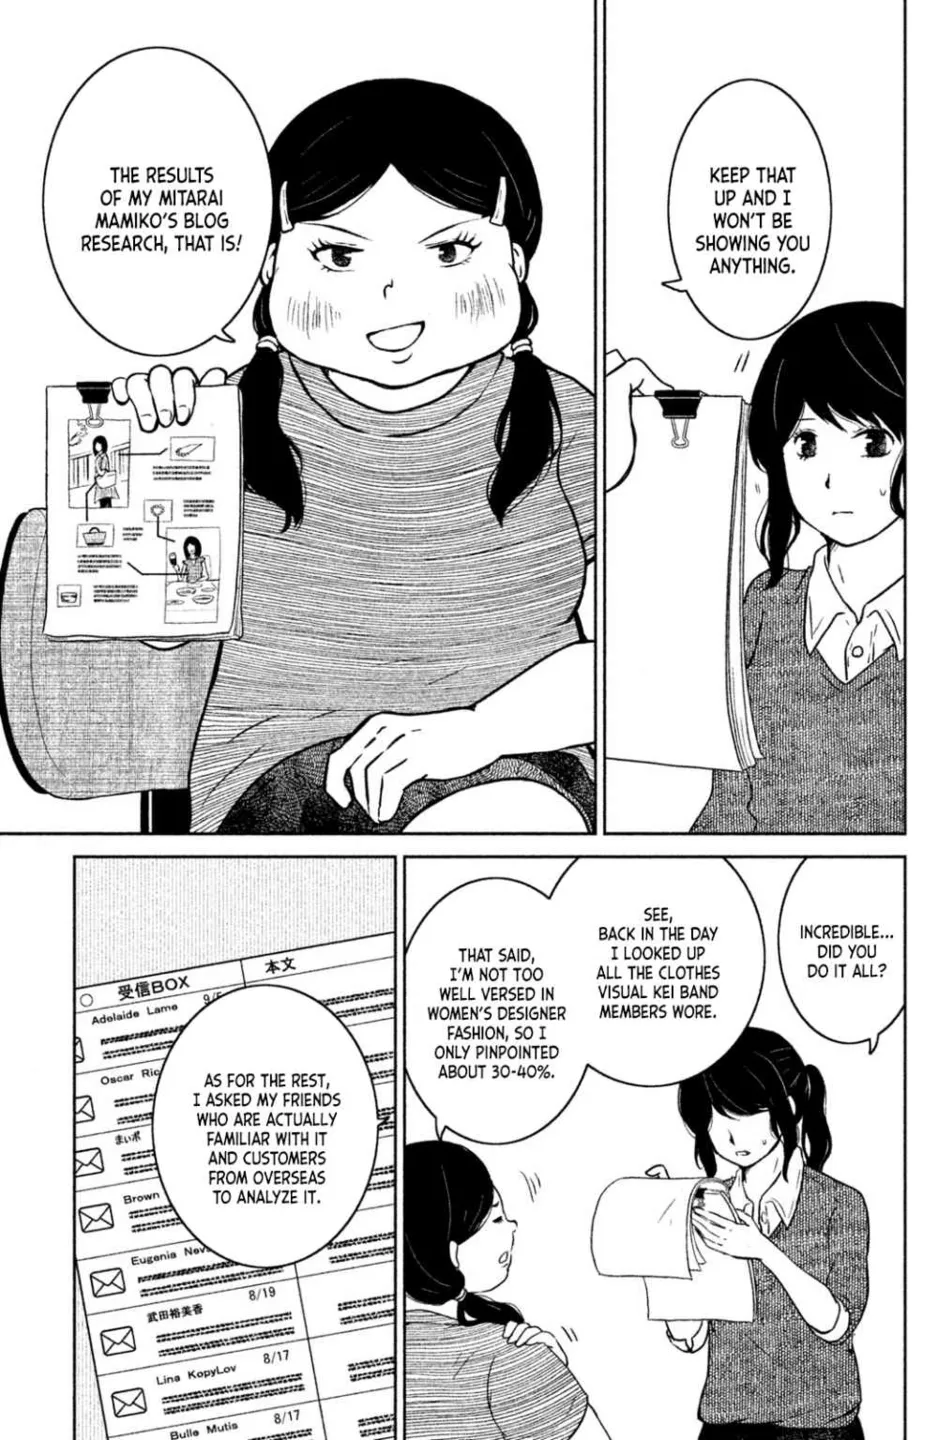 KEEP THAT
UP AND I
WON'T BE
SHOWING YOU
ANYTHING.
THE RESULTS
OF MY MITARAI
MAMIKO'S BLOG
RESEARCH, THAT IS!
INCREDIBLE...
DID YOU
DO IT ALL?
SEE,
BACK IN THE DAY
I LOOKED UP
ALL THE CLOTHES
VISUAL KEI BAND
MEMBERS WORE.
THAT SAID,
I'M NOT TOO
WELL VERSED IN
WOMEN'S DESIGNER
FASHION, SO I
ONLY PINPOINTED
ABOUT 30-40%.
AS FOR THE REST,
I ASKED MY FRIENDS
WHO ARE ACTUALLY
FAMILIAR WITH IT
AND CUSTOMERS
FROM OVERSEAS
TO ANALYZE IT.
受信BOX
本文
Adelaide Lame
Oscar
まいポ
Brown
Eugenia
8/19
武田裕美香
8/17
Lina KopyLov
8/17
Bulle Mutis